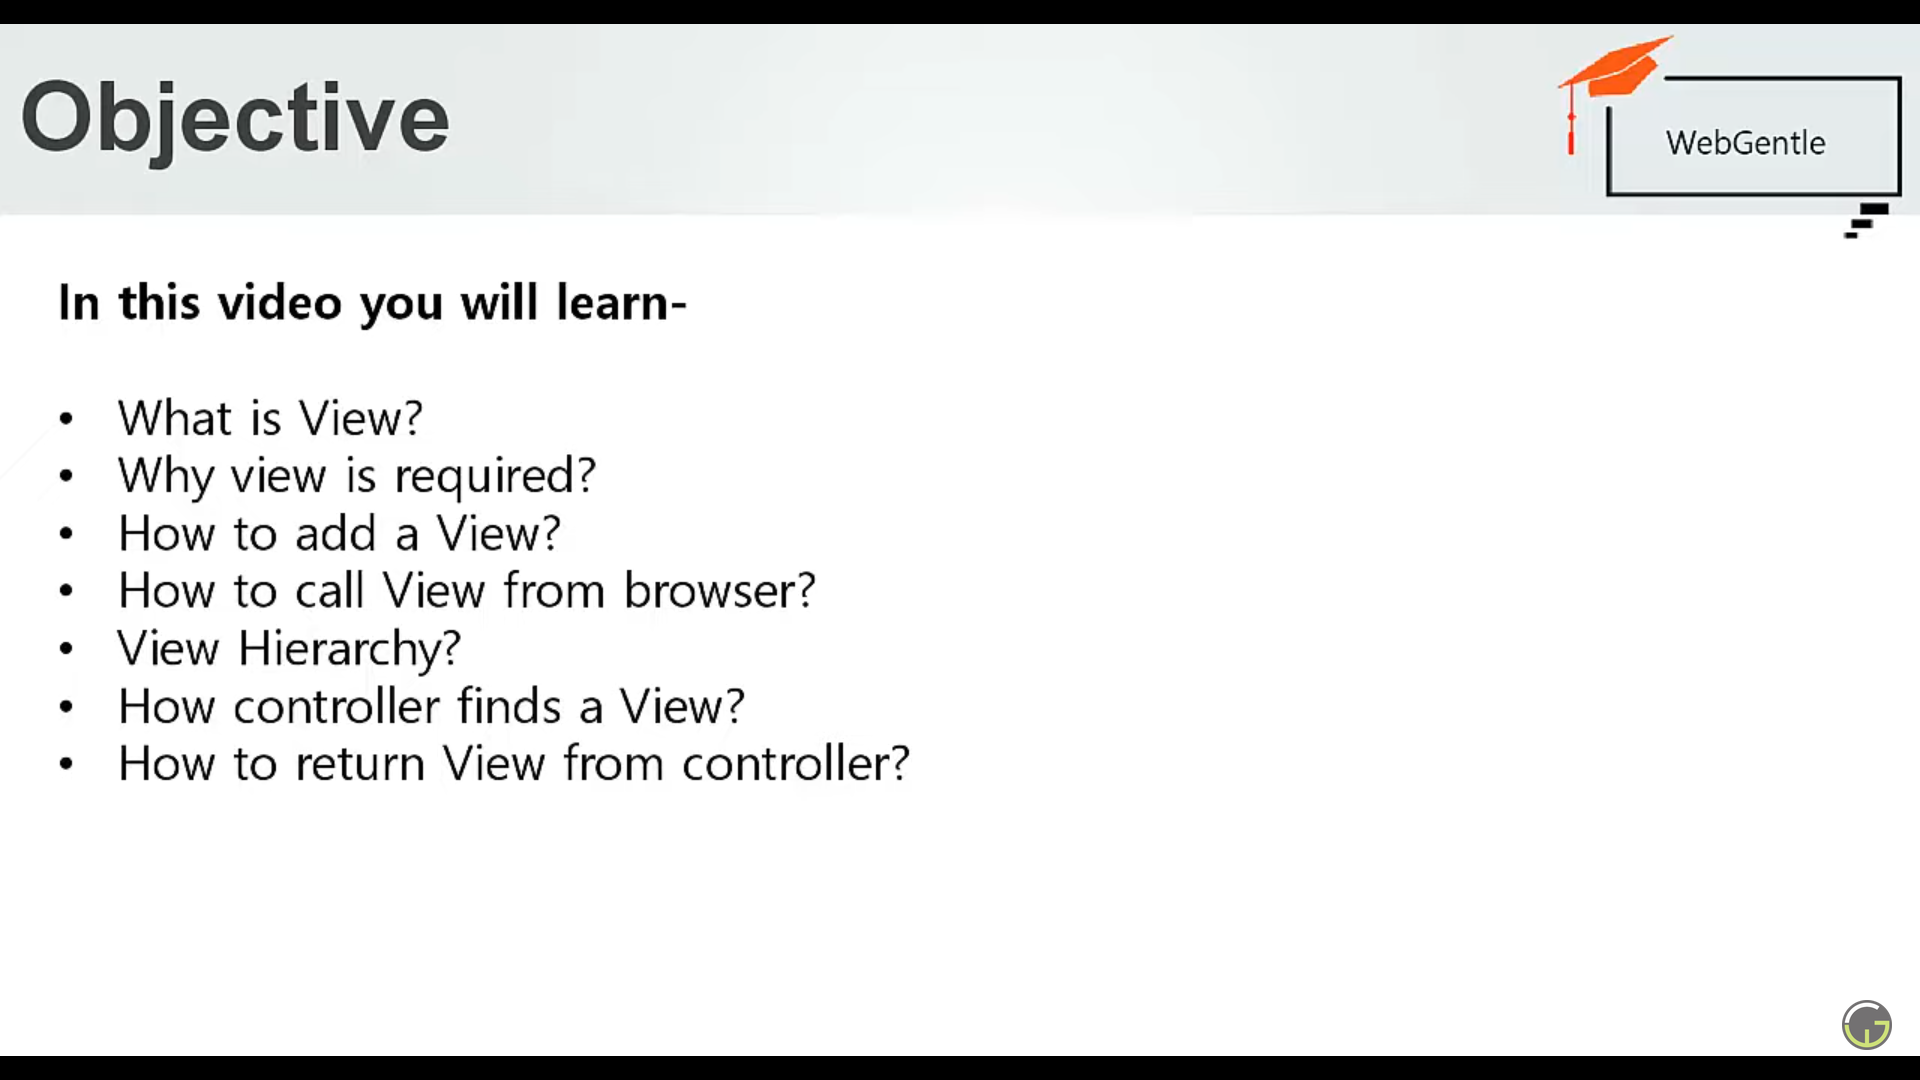 Objective
WebGentle
In this video you will learn-
• What is View?
• Why view is required?
• How to add a View?
• How to call View from browser?
• View Hierarchy?
• How controller finds a View?
• How to return View from controller?